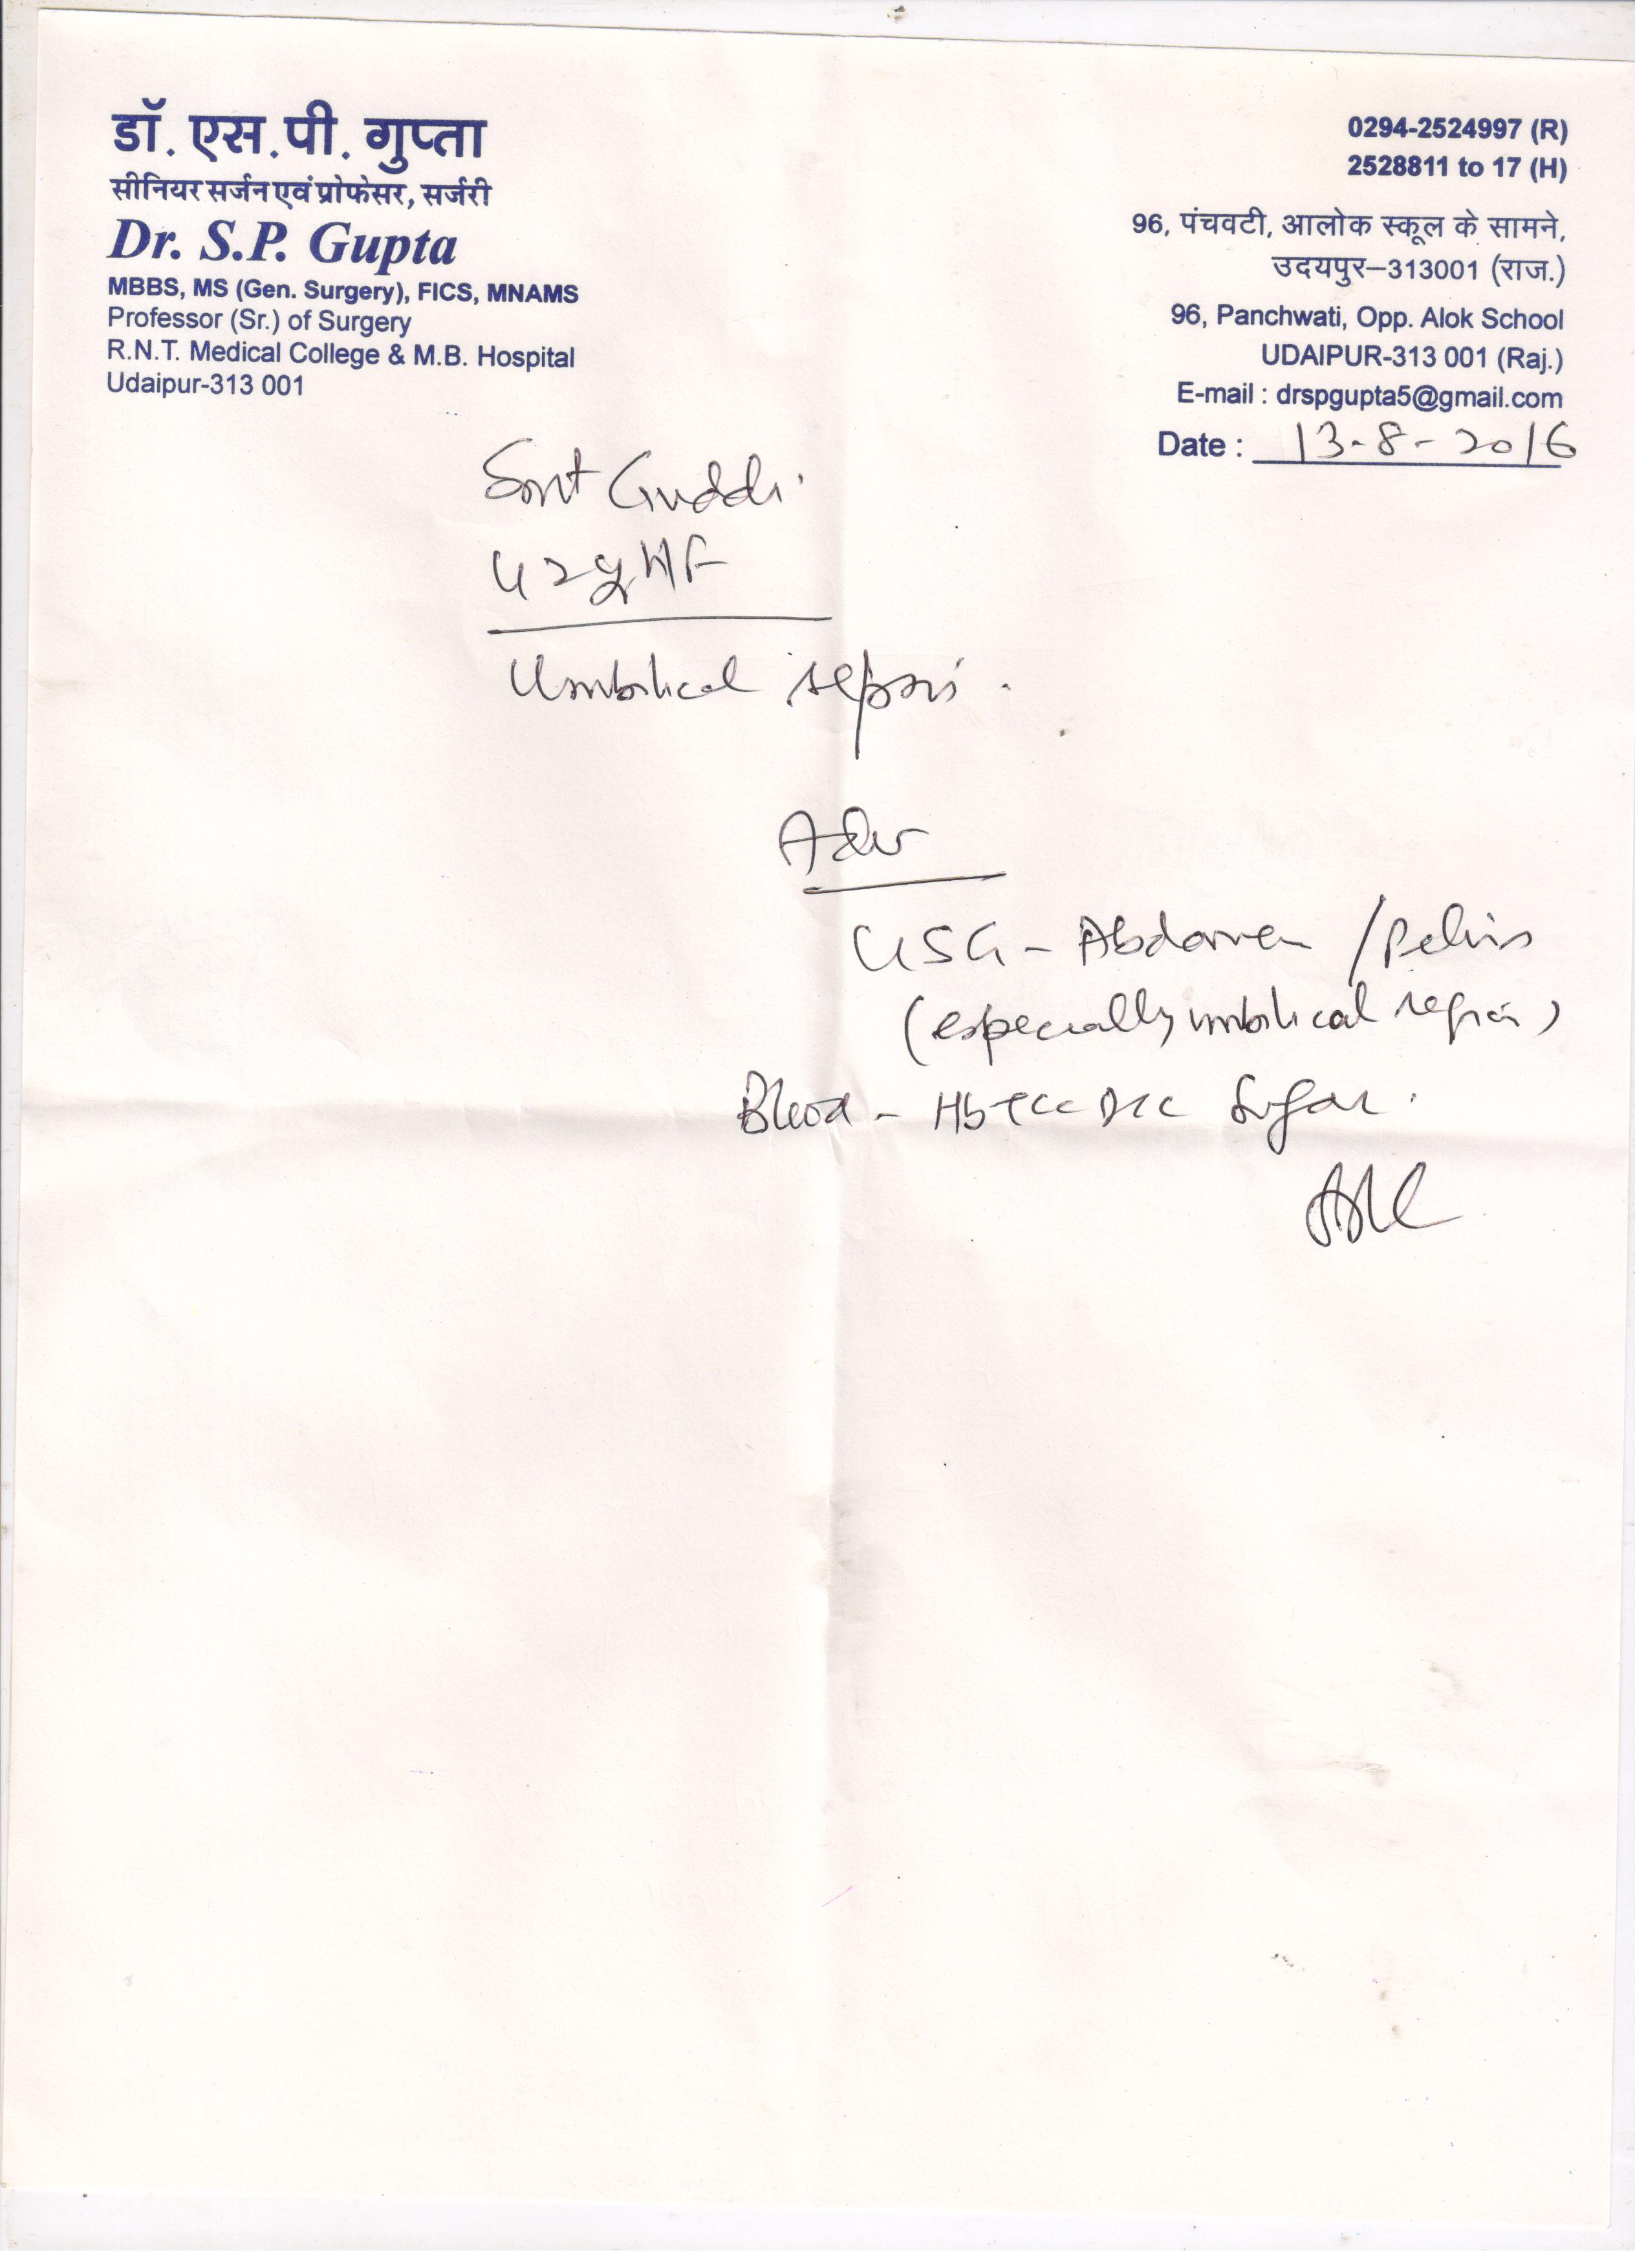 डॉ. एस.पी. गुप्ता
सीनियर सर्जन एवं प्रोफेसर, सर्जरी
Dr. S.P. Gupta
MBBS, MS (Gen. Surgery), FICS, MNAMS
Professor (Sr.) of Surgery
R.N.T. Medical College & M.B. Hospital
Udaipur-313 001
0294-2524997 (R)
2528811 to 17 (H)
96, पंचवटी, आलोक स्कूल के सामने,
उदयपुर–313001 (राज.)
96, Panchwati, Opp. Alok School
UDAIPUR-313 001 (Raj.)
E-mail : drspgupta5@gmail.com
Date : 13-8-2016
Smt Guddi
42y HF
Umbilical sepsis.
Adv
USG - Abdomen / Pelvis
(especially umbilical region)
Blood - Hb TLC DLC Sugar.